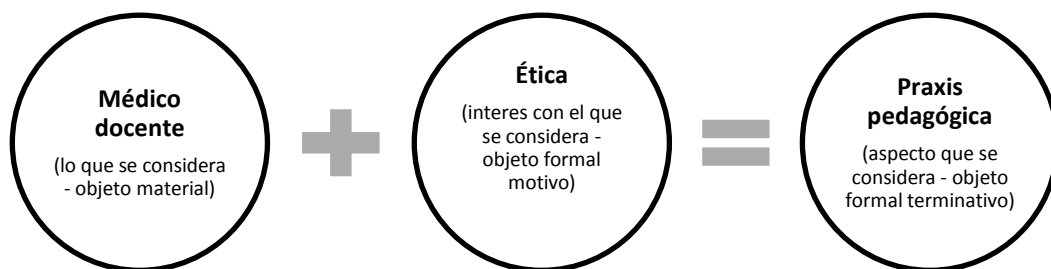 Médico
docente
(lo que se considera
- objeto material)
Ética
(interes con el que
se considera -
objeto formal
motivo)
Praxis
pedagógica
(aspecto que se
considera - objeto
formal terminativo)